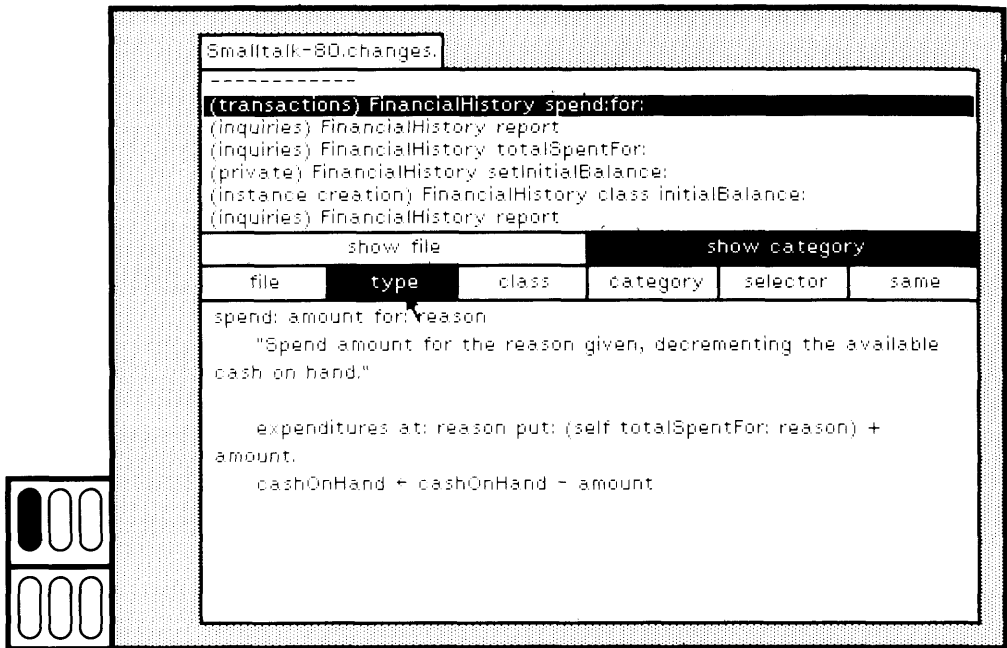 Smalltalk-80.changes.
------------
(transactions) FinancialHistory spend:for:
(inquiries) FinancialHistory report
(inquiries) FinancialHistory totalSpentFor:
(private) FinancialHistory setInitialBalance:
(instance creation) FinancialHistory class initialBalance:
(inquiries) FinancialHistory report
show file show category
file type class category selector same
spend: amount for: reason
"Spend amount for the reason given, decrementing the available
cash on hand."
expenditures at: reason put: (self totalSpentFor: reason) +
amount.
cashOnHand ← cashOnHand - amount